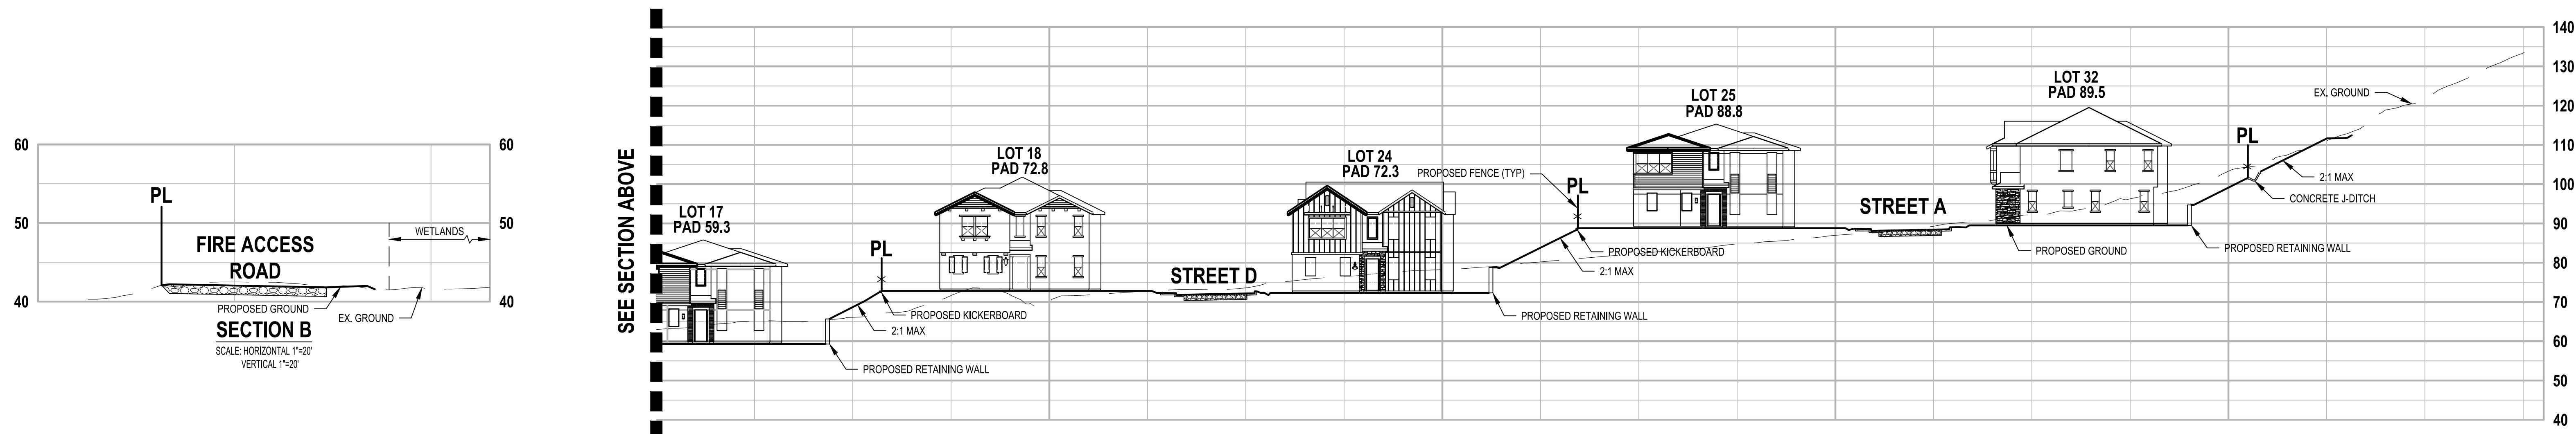 60
60
50
50
40
40
PL
FIRE ACCESS
ROAD
WETLANDS
PROPOSED GROUND
EX. GROUND
SECTION B
SCALE: HORIZONTAL 1"=20'
VERTICAL 1"=20'
SEE SECTION ABOVE
LOT 17
PAD 59.3
PL
PROPOSED KICKERBOARD
2:1 MAX
PROPOSED RETAINING WALL
LOT 18
PAD 72.8
STREET D
LOT 24
PAD 72.3
PROPOSED FENCE (TYP)
PL
PROPOSED KICKERBOARD
2:1 MAX
PROPOSED RETAINING WALL
LOT 25
PAD 88.8
STREET A
LOT 32
PAD 89.5
PROPOSED GROUND
EX. GROUND
PL
2:1 MAX
CONCRETE J-DITCH
PROPOSED RETAINING WALL
140
130
120
110
100
90
80
70
60
50
40